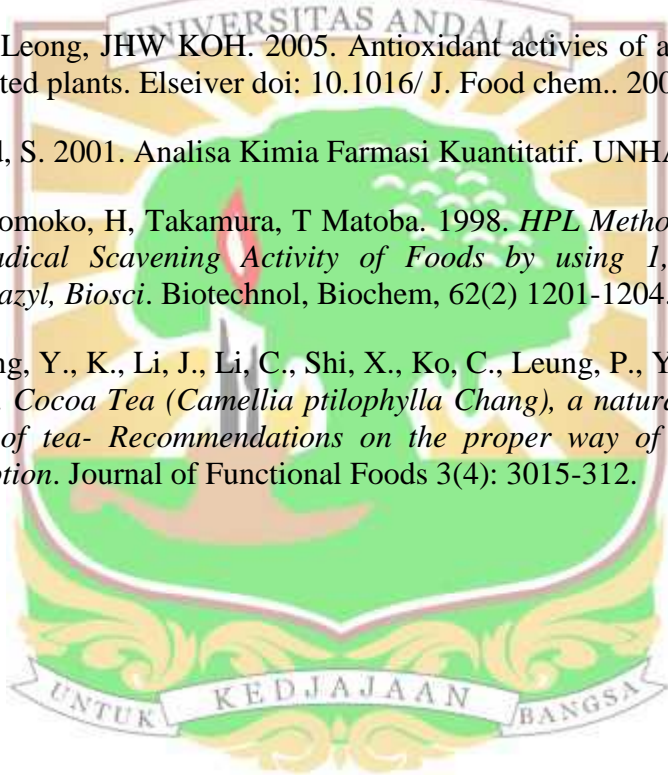 UNIVERSITAS ANDALAS
Leong, JHW KOH. 2005. Antioxidant activies of a
ted plants. Elseiver doi: 10.1016/ J. Food chem.. 200
l, S. 2001. Analisa Kimia Farmasi Kuantitatif. UNHA
omoko, H, Takamura, T Matoba. 1998. HPL Metho
adical Scavening Activity of Foods by using 1,
azyl, Biosci. Biotechnol, Biochem, 62(2) 1201-1204.
ng, Y., K., Li, J., Li, C., Shi, X., Ko, C., Leung, P., Y
Cocoa Tea (Camellia ptilophylla Chang), a natura
of tea- Recommendations on the proper way of
ption. Journal of Functional Foods 3(4): 3015-312.
UNTUK KEDJAJAAN BANGSA